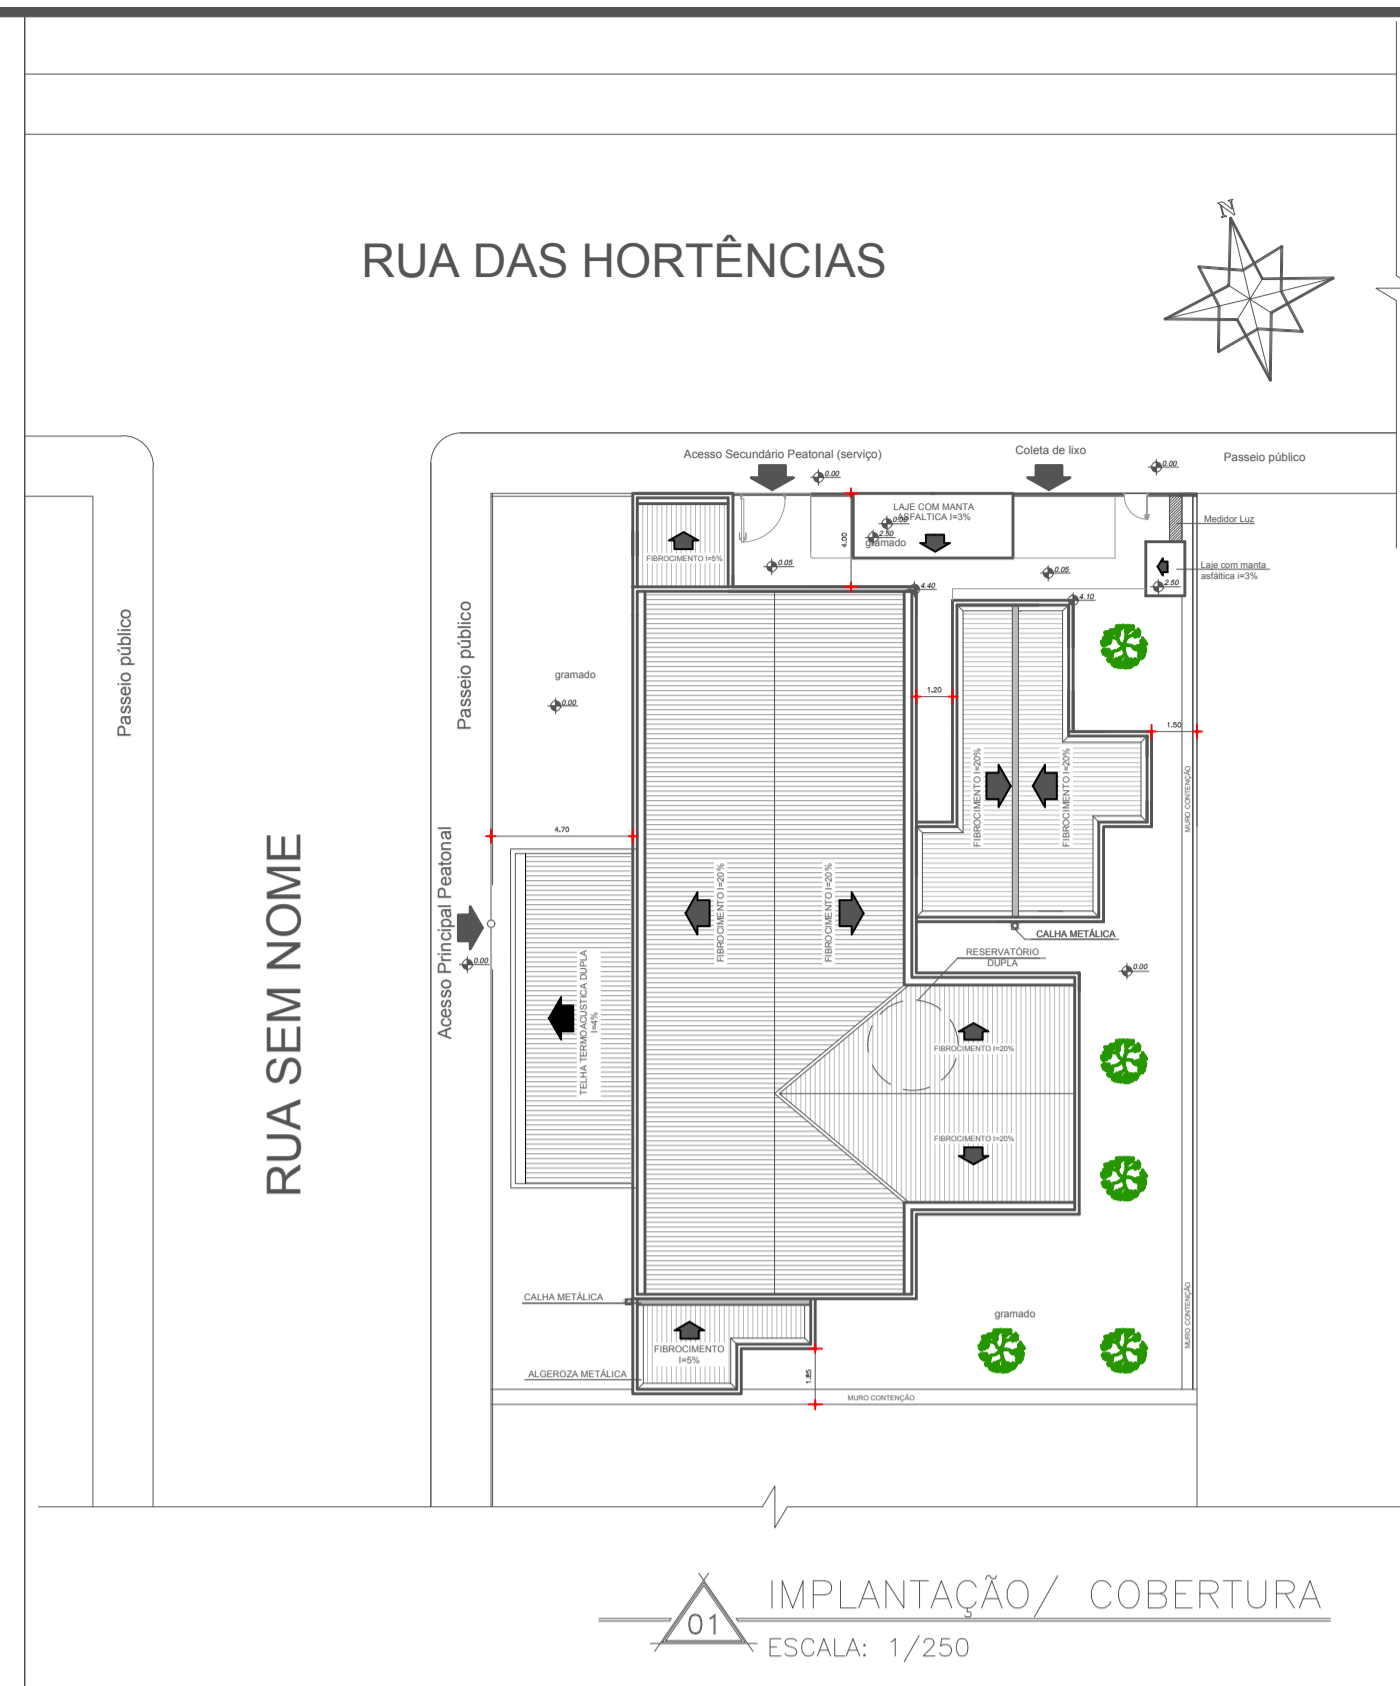 RUA DAS HORTÊNCIAS
N
Acesso Secundário Peatonal (serviço)
Coleta de lixo
Passeio público
0.00
0.00
LAJE COM MANTA
ASFALTICA I=3%
0.00
2.50
gramado
4.00
Medidor Luz
Laje com manta
asfáltica i=3%
2.50
FIBROCIMENTO I=5%
0.05
0.05
4.40
4.10
Passeio público
Passeio público
gramado
0.00
1.20
1.50
MURO CONTENÇÃO
FIBROCIMENTO I=20%
FIBROCIMENTO I=20%
4.70
RUA SEM NOME
Acesso Principal Peatonal
0.00
FIBROCIMENTO I=20%
FIBROCIMENTO I=20%
CALHA METÁLICA
RESERVATÓRIO
DUPLA
0.00
TELHA TERMOACUSTICA DUPLA
I=4%
FIBROCIMENTO I=20%
FIBROCIMENTO I=20%
CALHA METÁLICA
gramado
MURO CONTENÇÃO
FIBROCIMENTO
I=5%
ALGEROZA METÁLICA
1.85
MURO CONTENÇÃO
01
IMPLANTAÇÃO/ COBERTURA
ESCALA: 1/250